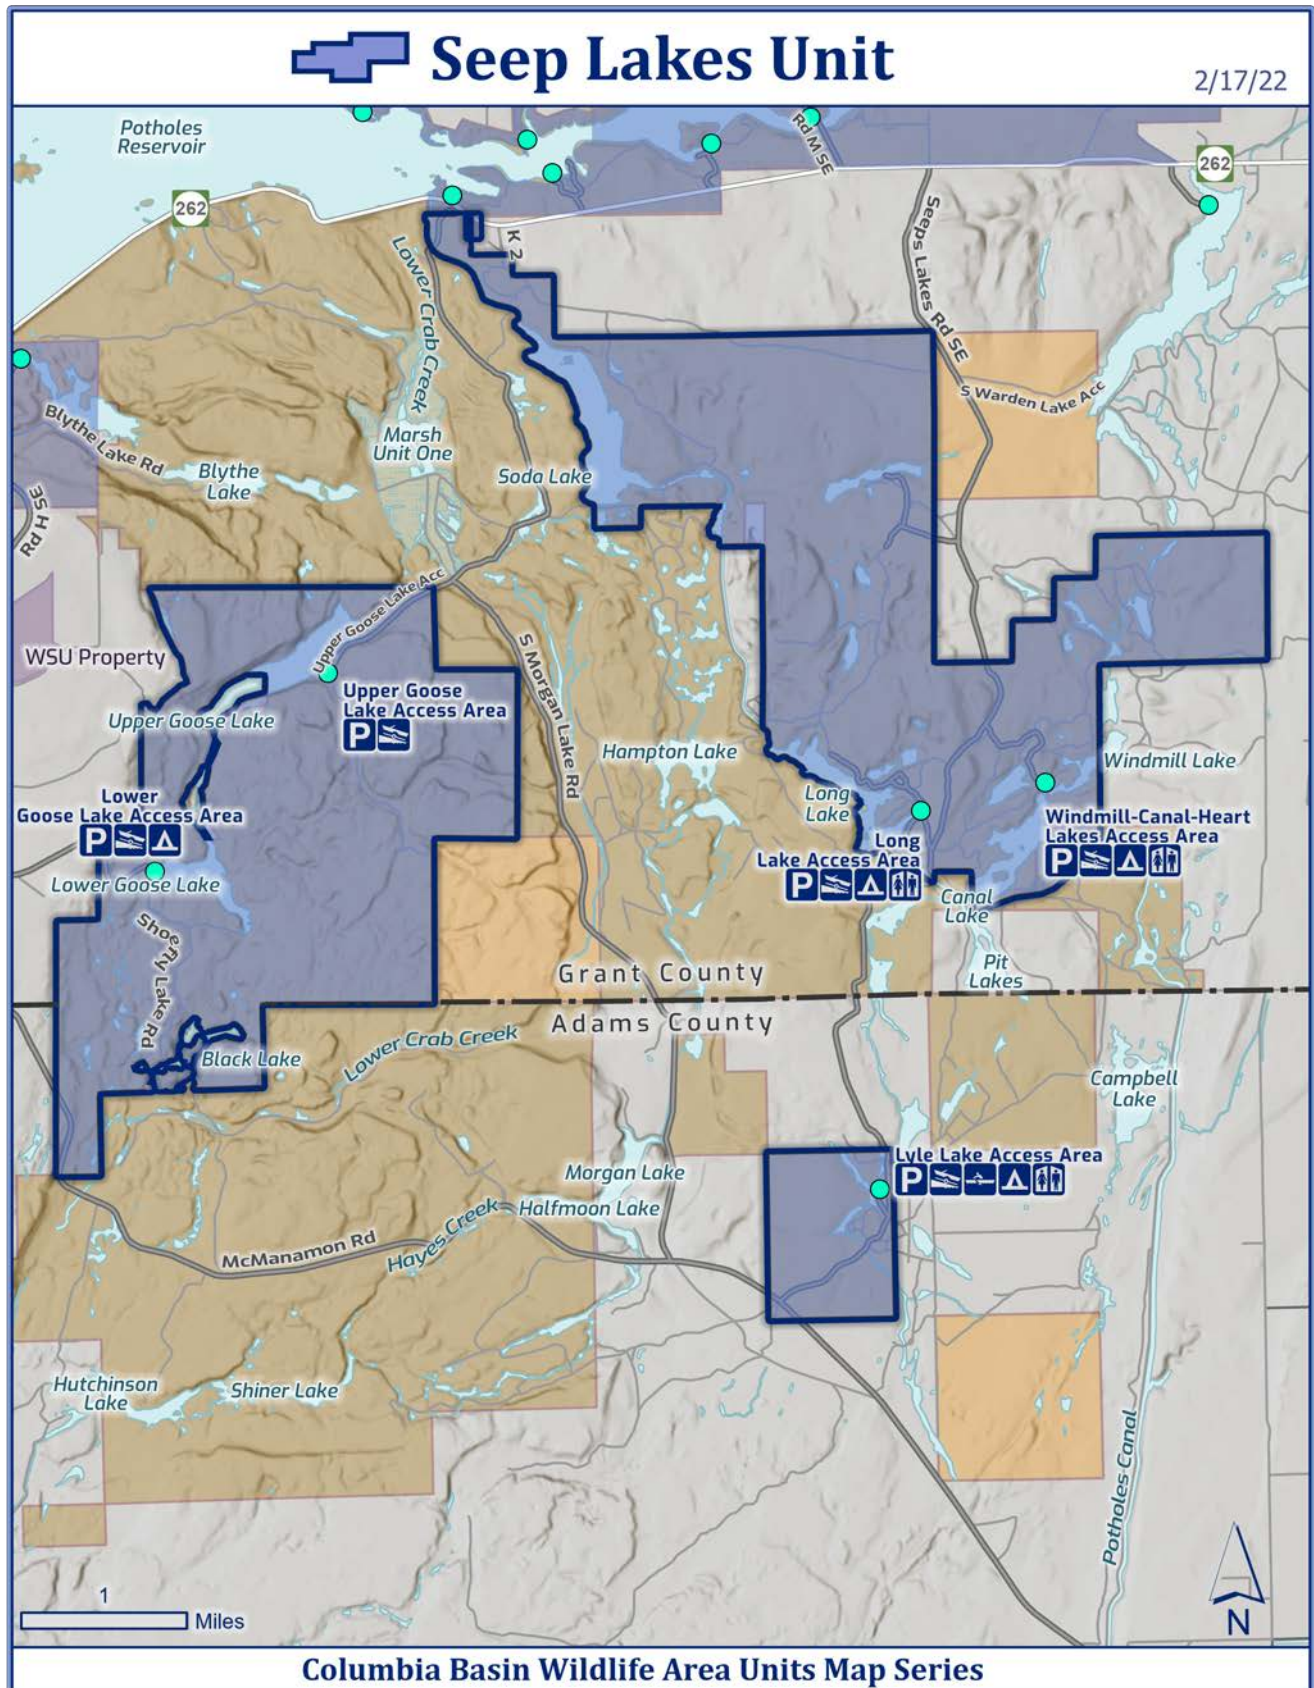 Seep Lakes Unit
2/17/22
Potholes
Reservoir
Rd M SE
262
262
Seeps Lakes Rd SE
K 2
Lower Crab Creek
S Warden Lake Acc
Blythe Lake Rd
Marsh
Unit One
Blythe
Lake
Soda Lake
Rd H SE
Upper Goose Lake Acc
WSU Property
S Morgan Lake Rd
Upper Goose
Lake Access Area
P
Upper Goose Lake
Hampton Lake
Windmill Lake
Long
Lake
Lower
Goose Lake Access Area
P
Windmill-Canal-Heart
Lakes Access Area
P
Long
Lake Access Area
P
Lower Goose Lake
Canal
Lake
Shoefly Lake Rd
Pit
Lakes
Grant County
Adams County
Black Lake
Lower Crab Creek
Campbell
Lake
Lyle Lake Access Area
P
Morgan Lake
Halfmoon Lake
Hayes Creek
McManamon Rd
Hutchinson
Lake
Shiner Lake
Potholes Canal
1
Miles
N
Columbia Basin Wildlife Area Units Map Series